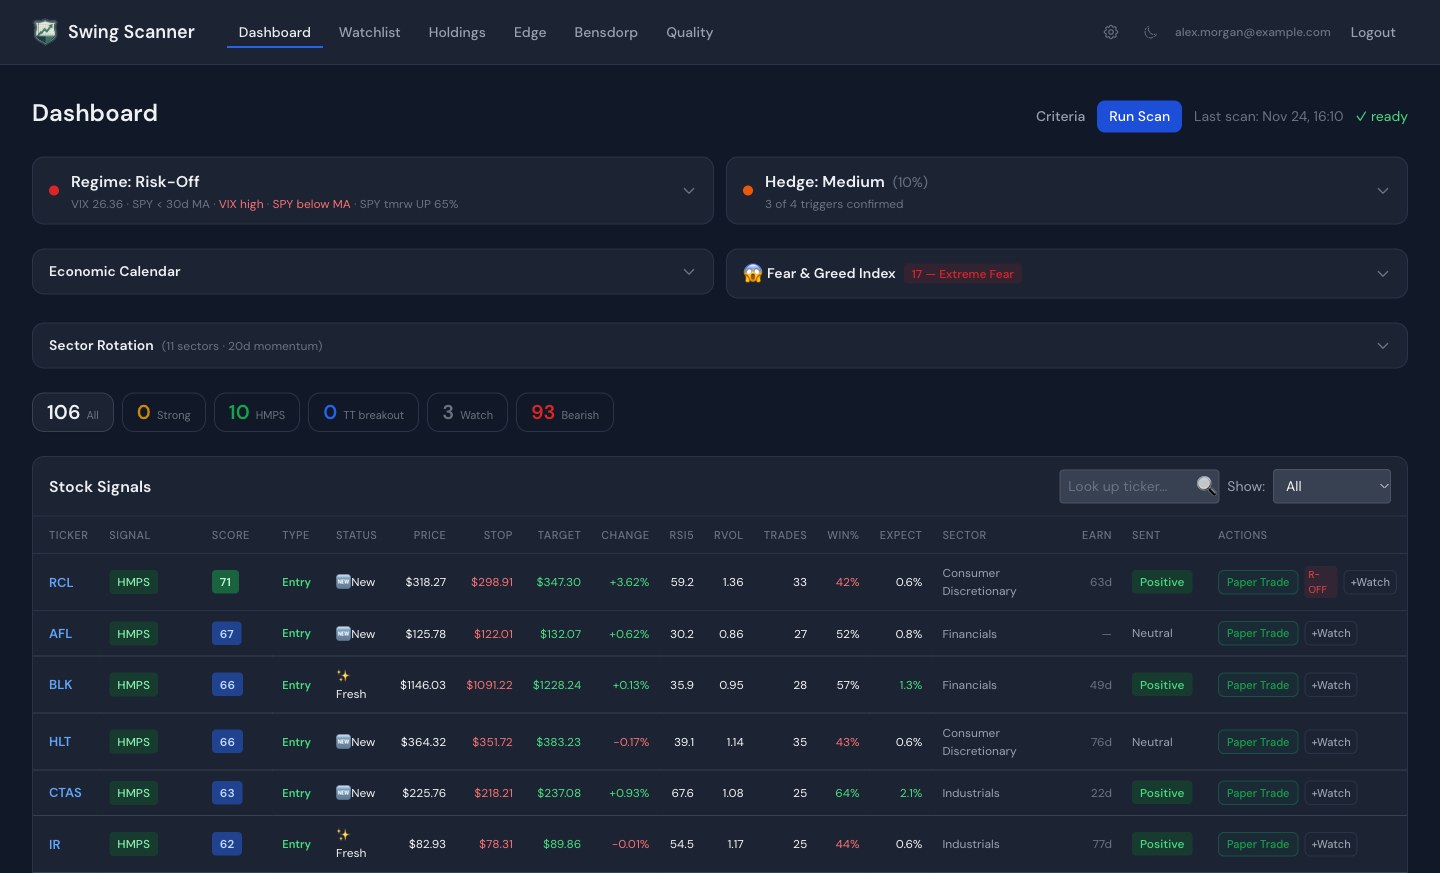 Swing Scanner Dashboard Watchlist Holdings Edge Bensdorp Quality alex.morgan@example.com Logout
Dashboard
Criteria Run Scan Last scan: Nov 24, 16:10 ✓ ready
Regime: Risk-Off
VIX 26.36 · SPY < 30d MA · VIX high · SPY below MA · SPY tmrw UP 65%
Hedge: Medium (10%)
3 of 4 triggers confirmed
Economic Calendar
😱 Fear & Greed Index 17 — Extreme Fear
Sector Rotation (11 sectors · 20d momentum)
106 All 0 Strong 10 HMPS 0 TT breakout 3 Watch 93 Bearish
Stock Signals Look up ticker... 🔍 Show: All
TICKER SIGNAL SCORE TYPE STATUS PRICE STOP TARGET CHANGE RSI5 RVOL TRADES WIN% EXPECT SECTOR EARN SENT ACTIONS
RCL HMPS 71 Entry 🆕New $318.27 $298.91 $347.30 +3.62% 59.2 1.36 33 42% 0.6% Consumer Discretionary 63d Positive Paper Trade R-OFF +Watch
AFL HMPS 67 Entry 🆕New $125.78 $122.01 $132.07 +0.62% 30.2 0.86 27 52% 0.8% Financials — Neutral Paper Trade +Watch
BLK HMPS 66 Entry ✨ Fresh $1146.03 $1091.22 $1228.24 +0.13% 35.9 0.95 28 57% 1.3% Financials 49d Positive Paper Trade +Watch
HLT HMPS 66 Entry 🆕New $364.32 $351.72 $383.23 -0.17% 39.1 1.14 35 43% 0.6% Consumer Discretionary 76d Neutral Paper Trade +Watch
CTAS HMPS 63 Entry 🆕New $225.76 $218.21 $237.08 +0.93% 67.6 1.08 25 64% 2.1% Industrials 22d Positive Paper Trade +Watch
IR HMPS 62 Entry ✨ Fresh $82.93 $78.31 $89.86 -0.01% 54.5 1.17 25 44% 0.6% Industrials 77d Positive Paper Trade +Watch